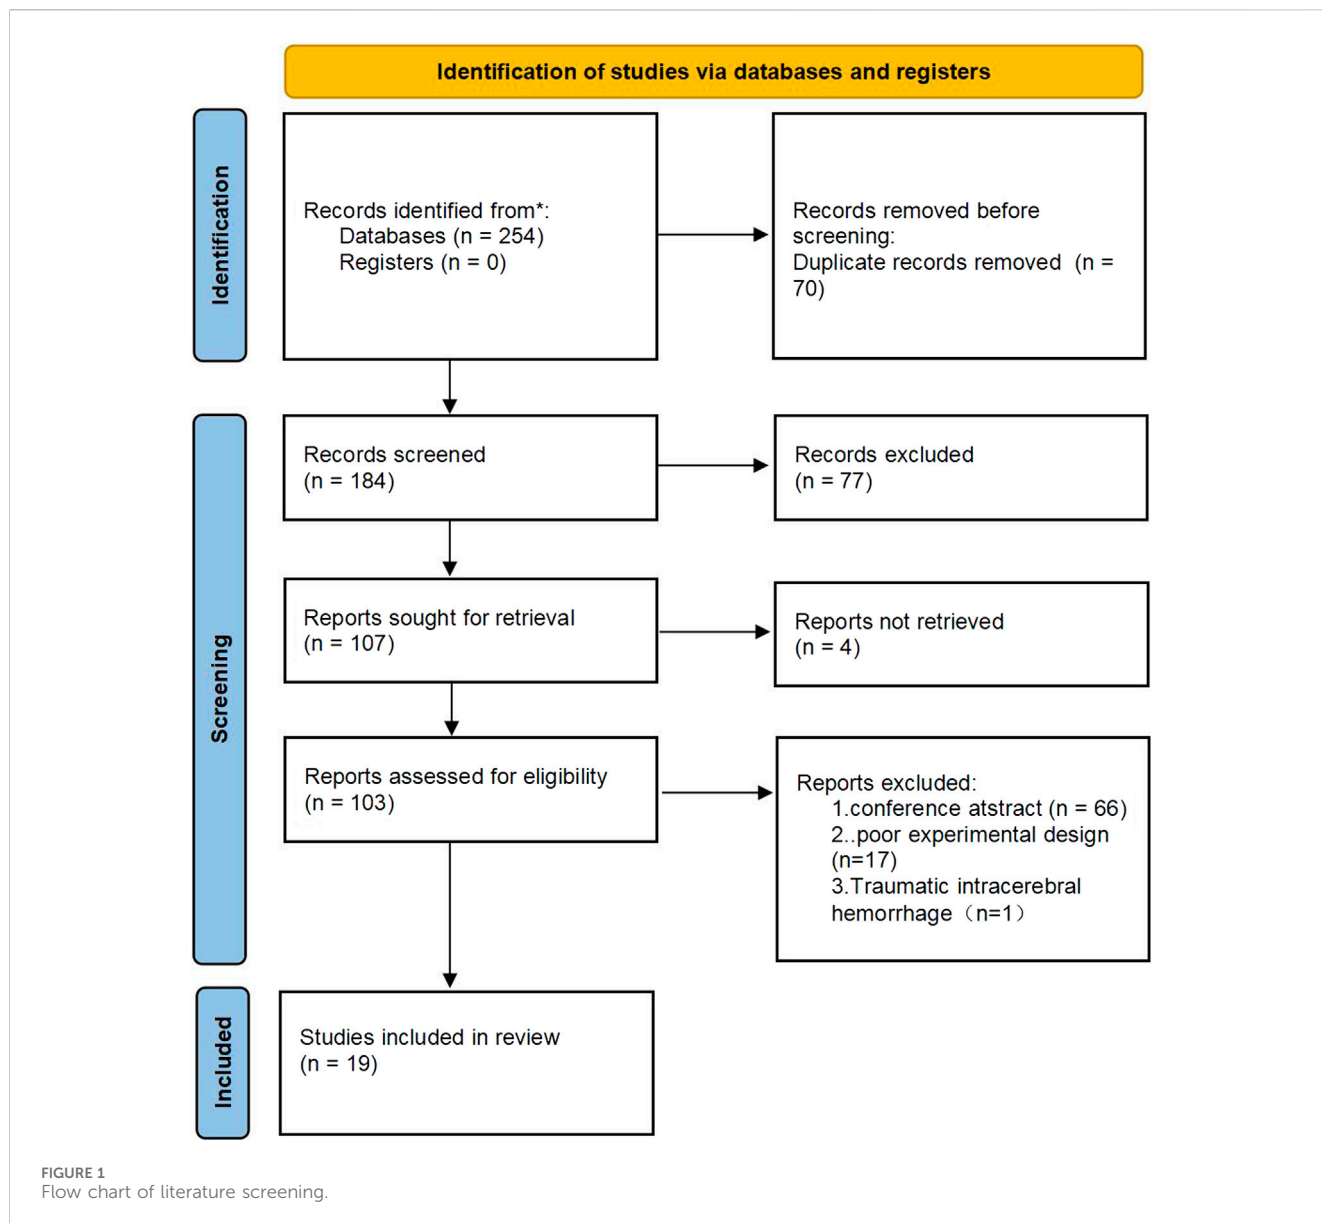 Identification of studies via databases and registers
Identification
Records identified from*:
Databases (n = 254)
Registers (n = 0)
Records removed before
screening:
Duplicate records removed (n =
70)
Screening
Records screened
(n = 184)
Records excluded
(n = 77)
Reports sought for retrieval
(n = 107)
Reports not retrieved
(n = 4)
Reports assessed for eligibility
(n = 103)
Reports excluded:
1.conference atstract (n = 66)
2..poor experimental design
(n=17)
3.Traumatic intracerebral
hemorrhage（n=1）
Included
Studies included in review
(n = 19)
FIGURE 1
Flow chart of literature screening.